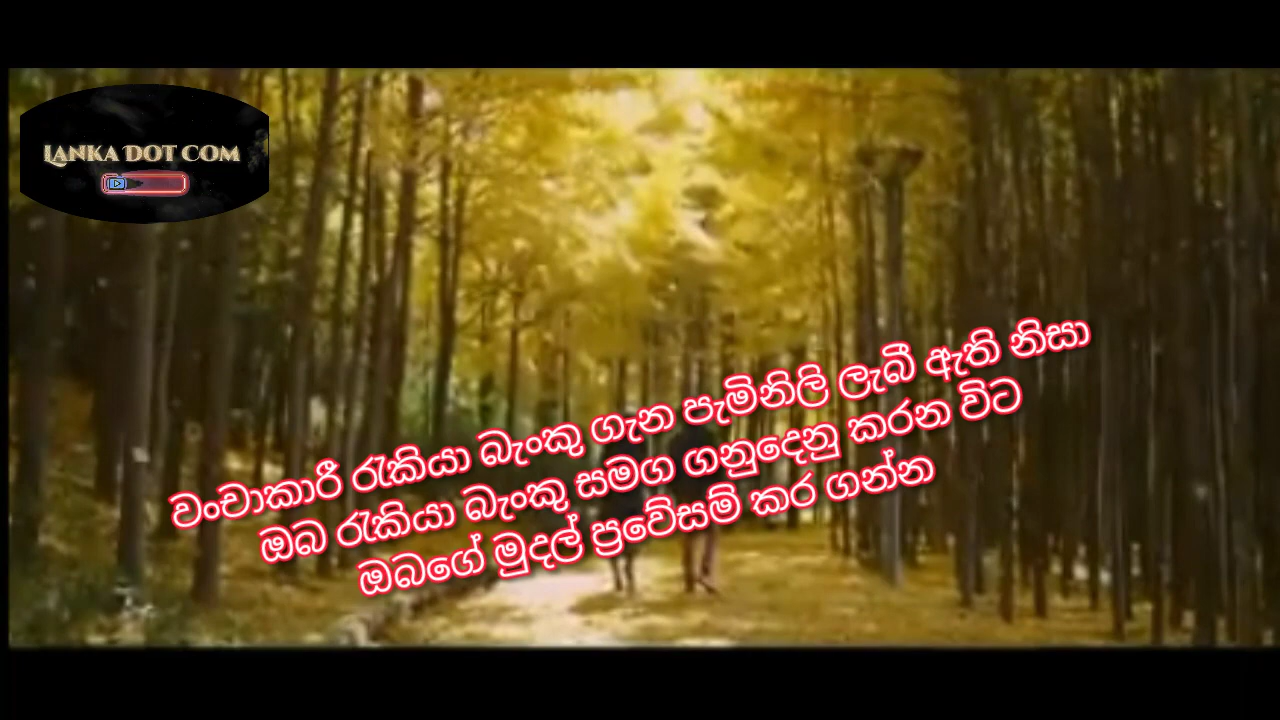 LANKA DOT COM
වංචාකාරී රැකියා බැංකු ගැන පැමිනිලි ලැබී ඇති නිසා
ඔබ රැකියා බැංකු සමග ගනුදෙනු කරන විට
ඔබගේ මුදල් ප්‍රවේසම් කර ගන්න